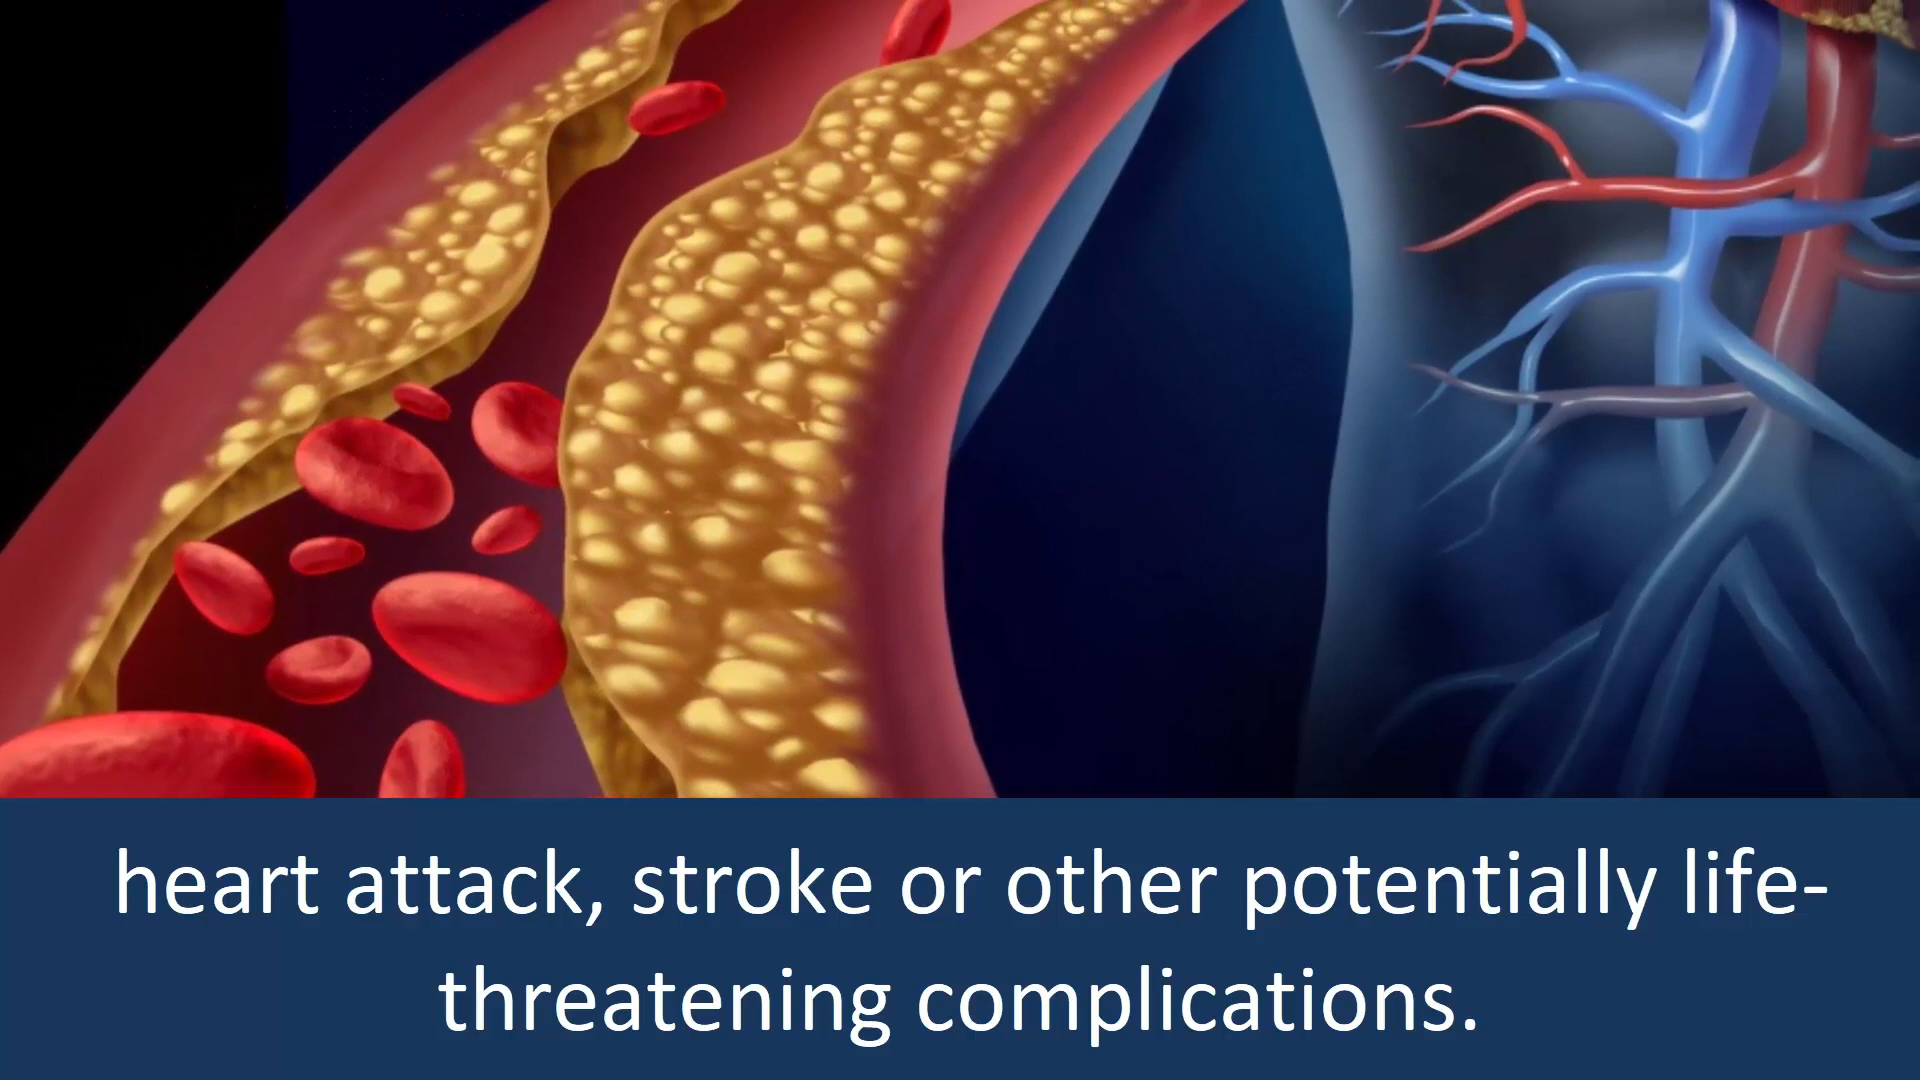 heart attack, stroke or other potentially life-
threatening complications.